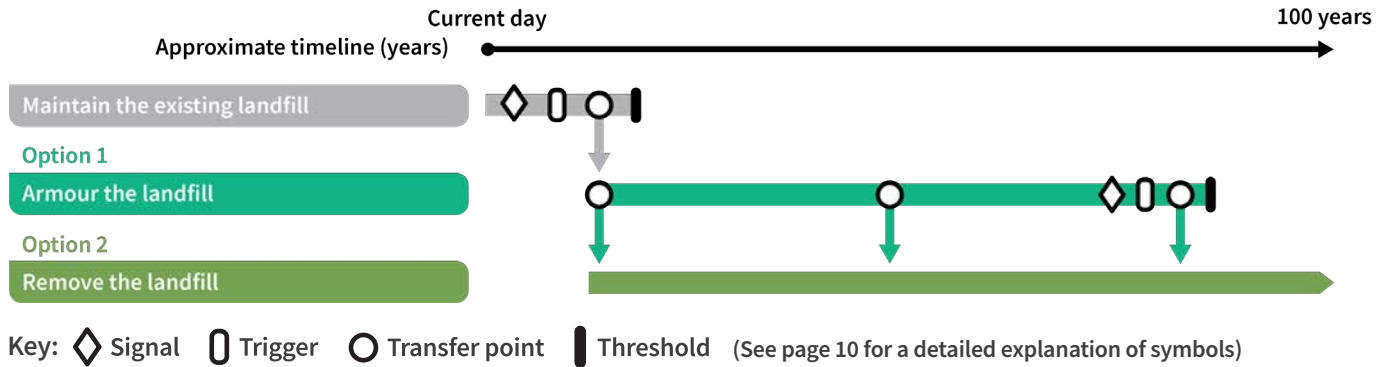 Current day
100 years
Approximate timeline (years)
Maintain the existing landfill
Option 1
Armour the landfill
Option 2
Remove the landfill
Key: Signal Trigger Transfer point Threshold (See page 10 for a detailed explanation of symbols)